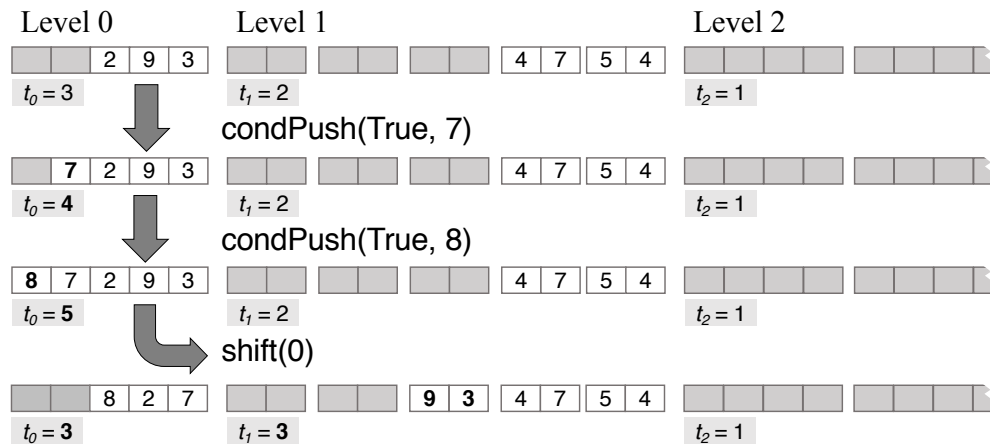 Level 0 Level 1 Level 2
2 9 3 4 7 5 4
t0 = 3 t1 = 2 t2 = 1
condPush(True, 7)
7 2 9 3 4 7 5 4
t0 = 4 t1 = 2 t2 = 1
condPush(True, 8)
8 7 2 9 3 4 7 5 4
t0 = 5 t1 = 2 t2 = 1
shift(0)
8 2 7 9 3 4 7 5 4
t0 = 3 t1 = 3 t2 = 1